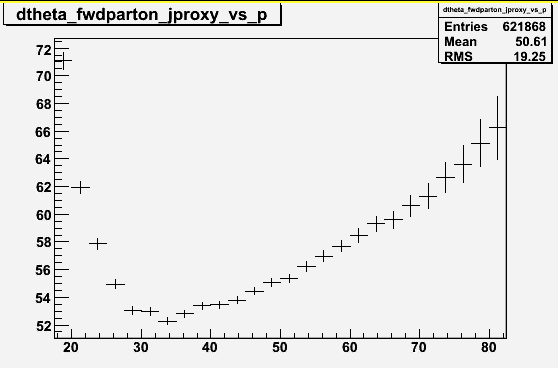 dtheta_fwdparton_jproxy_vs_p
dtheta_fwdparton_jproxy_vs_p
Entries 621868
Mean 50.61
RMS 19.25
72
70
68
66
64
62
60
58
56
54
52
20 30 40 50 60 70 80